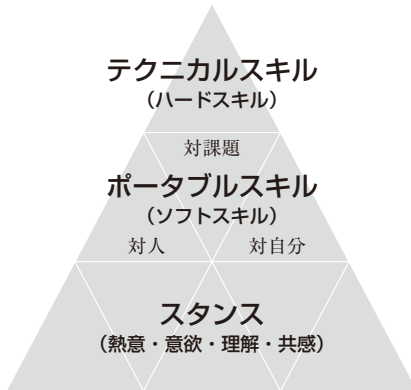 テクニカルスキル
（ハードスキル）
対課題
ポータブルスキル
（ソフトスキル）
対人 対自分
スタンス
（熱意・意欲・理解・共感）